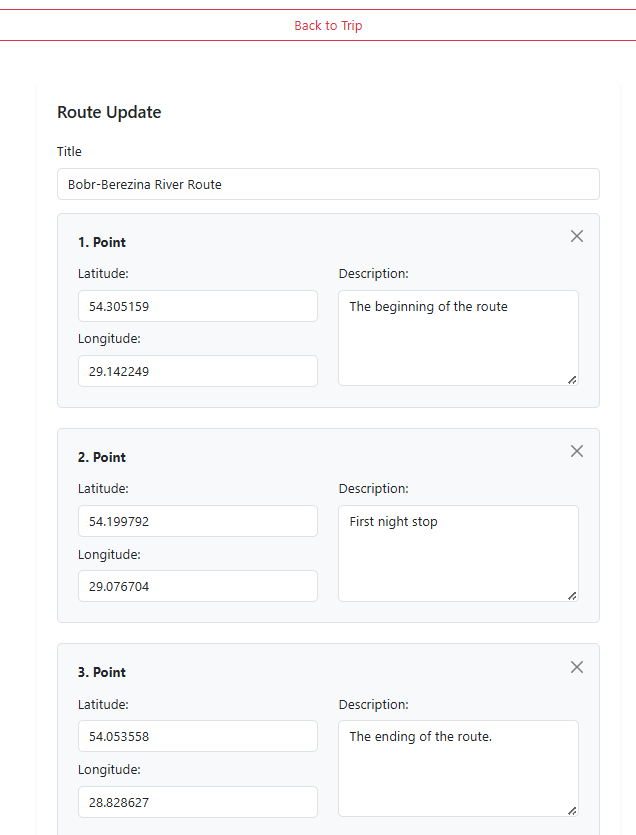 Back to Trip
Route Update
Title
Bobr-Berezina River Route
1. Point
Latitude:
54.305159
Longitude:
29.142249
Description:
The beginning of the route
2. Point
Latitude:
54.199792
Longitude:
29.076704
Description:
First night stop
3. Point
Latitude:
54.053558
Longitude:
28.828627
Description:
The ending of the route.